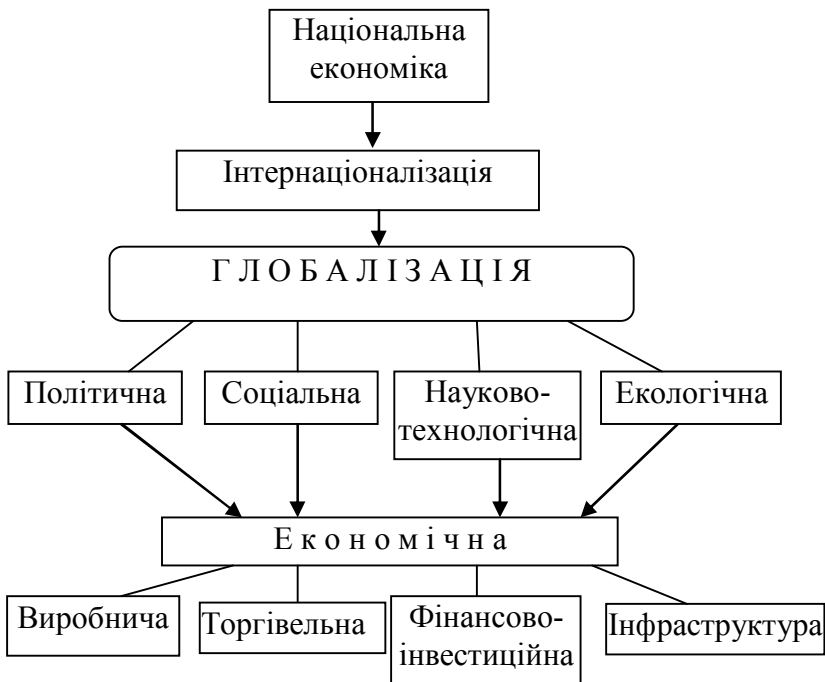 Національна
економіка
Інтернаціоналізація
Г Л О Б А Л І З А Ц І Я
Політична
Соціальна
Науково-
технологічна
Екологічна
Е к о н о м і ч н а
Виробнича
Торгівельна
Фінансово-
інвестиційна
Інфраструктура